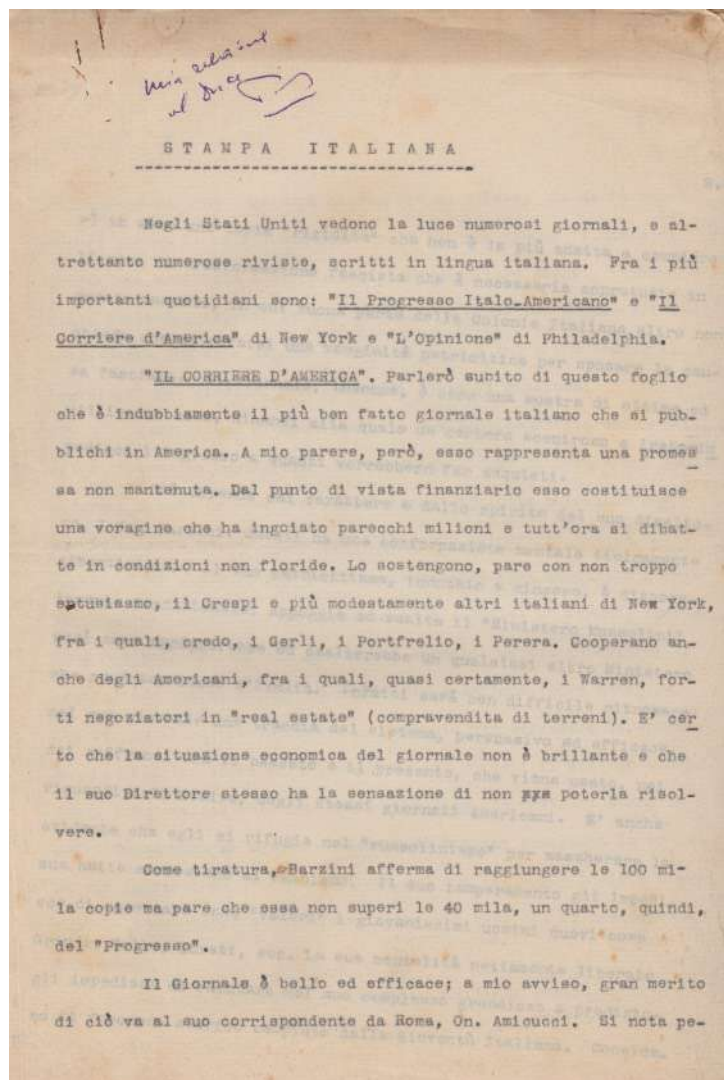 mia relazione
al Duce
STAMPA ITALIANA
Negli Stati Uniti vedono la luce numerosi giornali, e al-
trettanto numerose riviste, scritti in lingua italiana. Fra i più
importanti quotidiani sono: "Il Progresso Italo-Americano" e "Il
Corriere d'America" di New York e "L'Opinione" di Philadelphia.
"IL CORRIERE D'AMERICA". Parlerò subito di questo foglio
che è indubbiamente il più ben fatto giornale italiano che si pub-
blichi in America. A mio parere, però, esso rappresenta una promes
sa non mantenuta. Dal punto di vista finanziario esso costituisce
una voragine che ha ingoiato parecchi milioni e tutt'ora si dibat-
te in condizioni non floride. Lo sostengono, pare con non troppo
entusiasmo, il Crespi e più modestamente altri italiani di New York,
fra i quali, credo, i Gerli, i Portfrelio, i Perera. Cooperano an-
che degli Americani, fra i quali, quasi certamente, i Warren, for-
ti negoziatori in "real estate" (compravendita di terreni). E' cer
to che la situazione economica del giornale non è brillante e che
il suo Direttore stesso ha la sensazione di non poterla risol-
vere.
Come tiratura, Barzini afferma di raggiungere le 100 mi-
la copie ma pare che essa non superi le 40 mila, un quarto, quindi,
del "Progresso".
Il Giornale è bello ed efficace; a mio avviso, gran merito
di ciò va al suo corrispondente da Roma, On. Amicucci. Si nota pe-